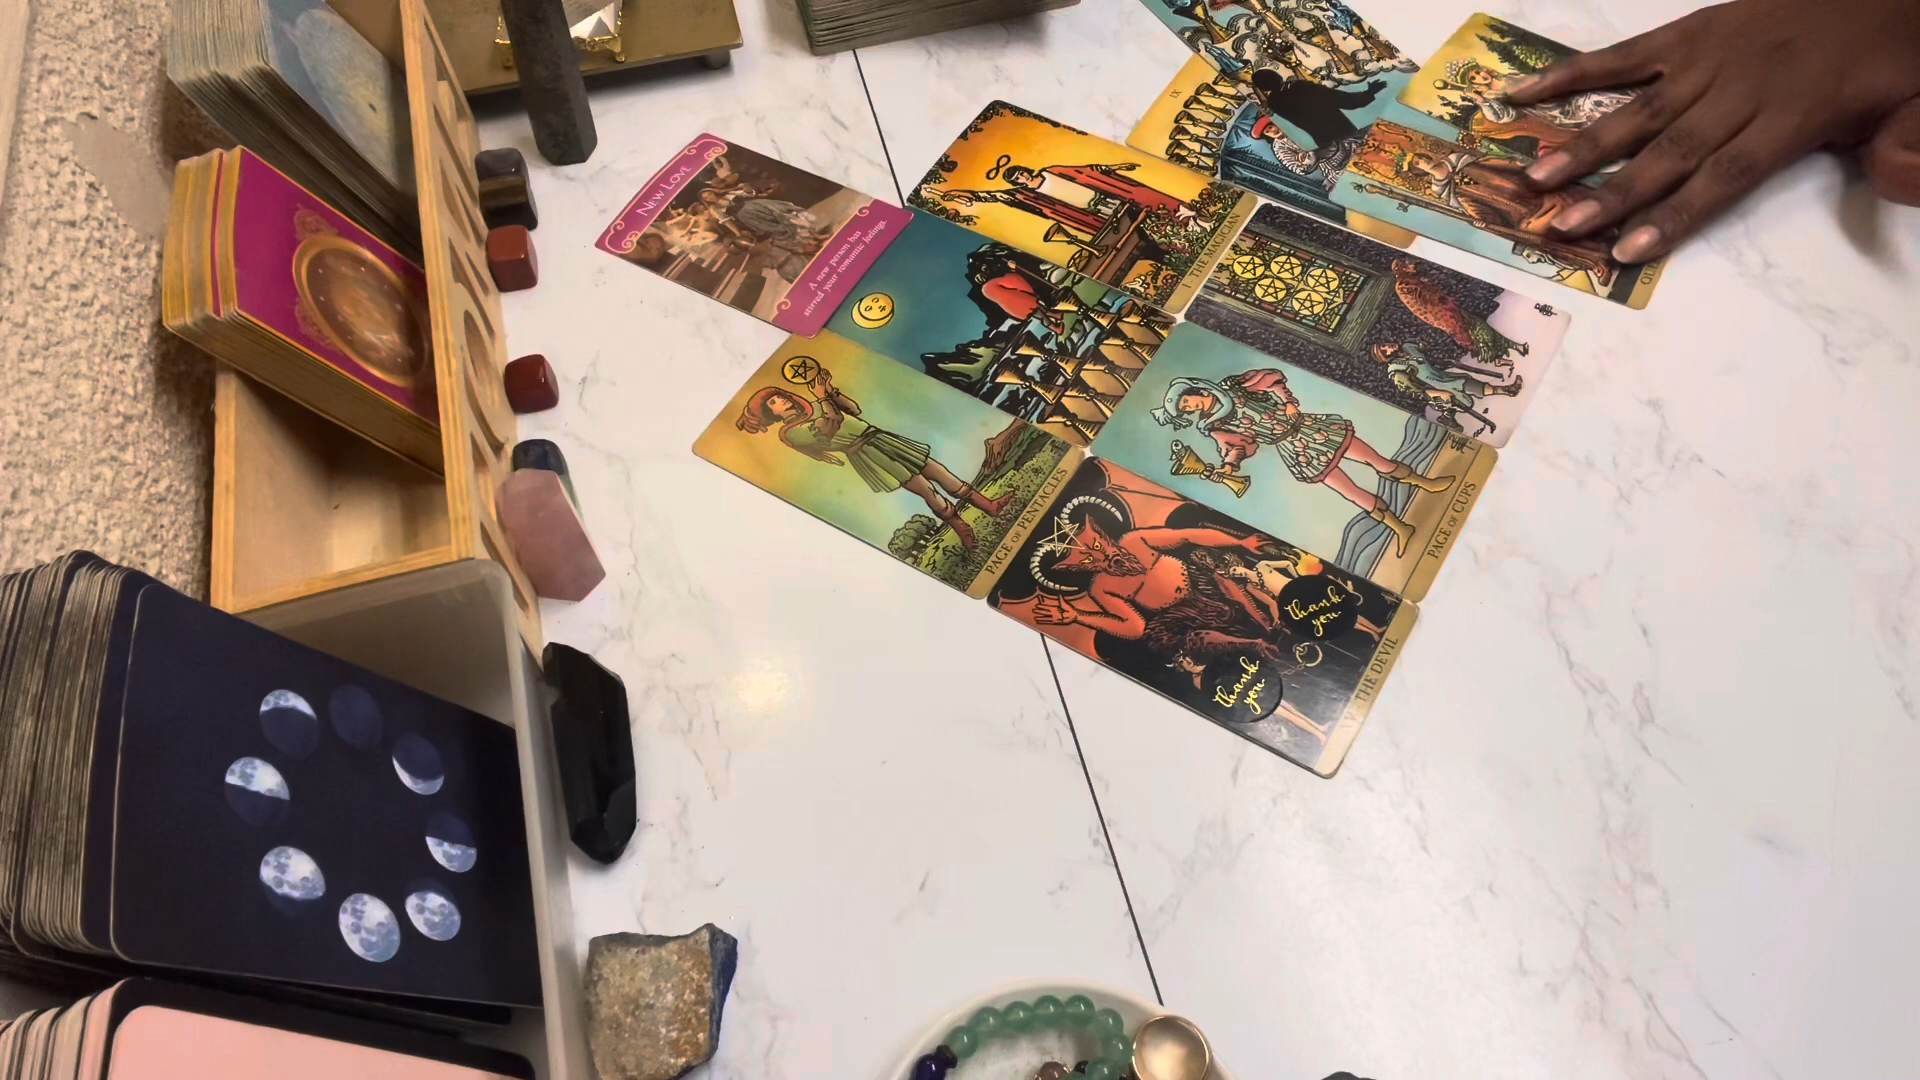 NEW LOVE
A new person has
stirred your romantic feelings.
IX
I THE MAGICIAN
PAGE OF PENTACLES
PAGE OF CUPS
THE DEVIL
Thank
you
Thank
you